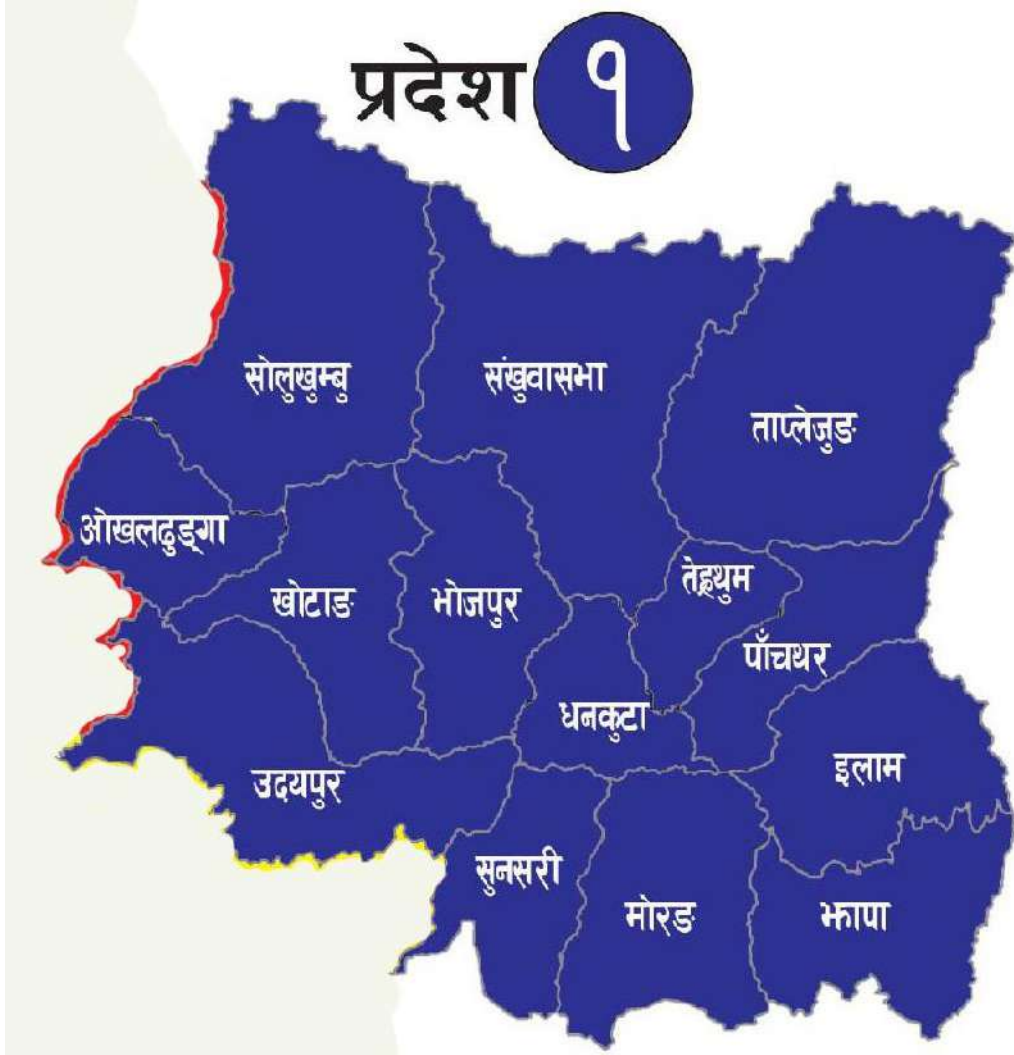 प्रदेश १
सोलुखुम्बु
संखुवासभा
ताप्लेजुङ
ओखलढुङ्गा
खोटाङ
भोजपुर
तेह्रथुम
पाँचथर
धनकुटा
इलाम
उदयपुर
सुनसरी
मोरङ
झापा